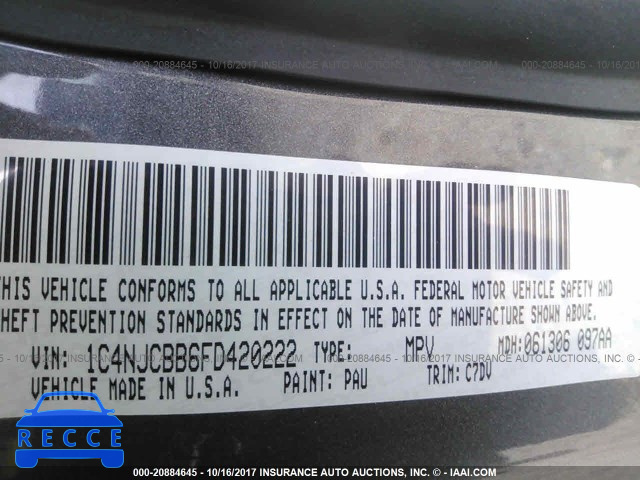 000-20884645 - 10/16/2017 INSURANCE AUTO AUCTIONS, INC. - © IAAI.COM
THIS VEHICLE CONFORMS TO ALL APPLICABLE U.S.A. FEDERAL MOTOR VEHICLE SAFETY AND
THEFT PREVENTION STANDARDS IN EFFECT ON THE DATE OF MANUFACTURE SHOWN ABOVE.
VIN: 1C4NJCBB6FD420222 TYPE: MPV MDH:061306 097AA
VEHICLE MADE IN U.S.A. PAINT: PAU TRIM: C7DV
RECCE
000-20884645 - 10/16/2017 INSURANCE AUTO AUCTIONS, INC. - © IAAI.COM